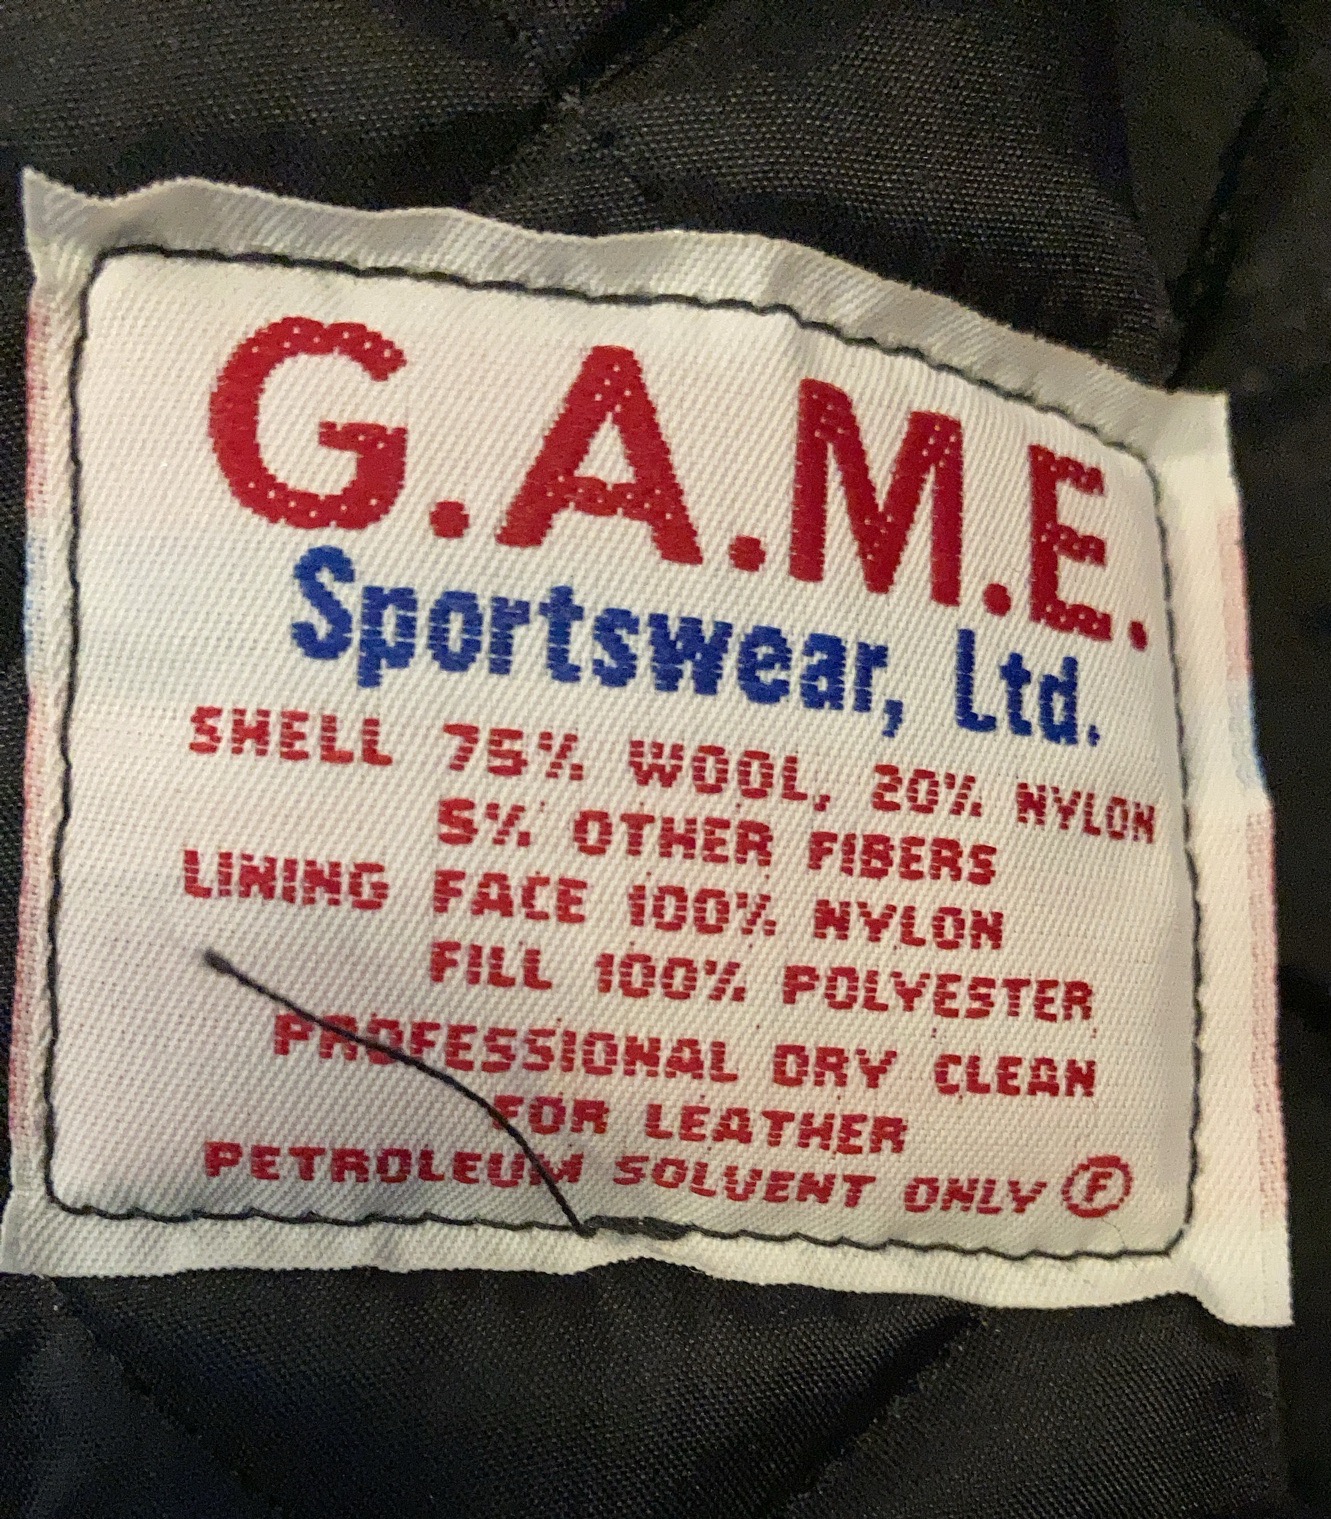 G.A.M.E.
Sportswear, Ltd.
SHELL 75% WOOL, 20% NYLON
5% OTHER FIBERS
LINING FACE 100% NYLON
FILL 100% POLYESTER
PROFESSIONAL DRY CLEAN
FOR LEATHER
PETROLEUM SOLVENT ONLY Ⓕ